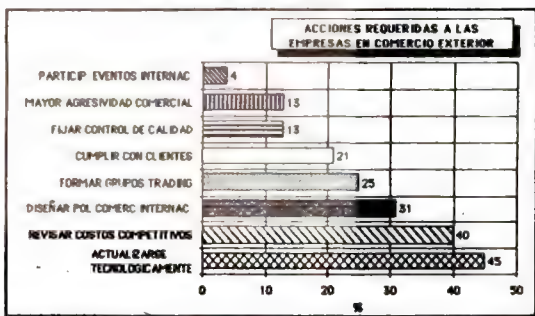 ACCIONES REQUERIDAS A LAS
EMPRESAS EN COMERCIO EXTERIOR
PARTICIP EVENTOS INTERNAC 4
MAYOR AGRESIVIDAD COMERCIAL 13
FIJAR CONTROL DE CALIDAD 13
CUMPLIR CON CLIENTES 21
FORMAR GRUPOS TRADING 25
DISEÑAR POL COMERC INTERNAC 31
REVISAR COSTOS COMPETITIVOS 40
ACTUALIZARSE
TECNOLOGICAMENTE 45
0 10 20 30 40 50
%